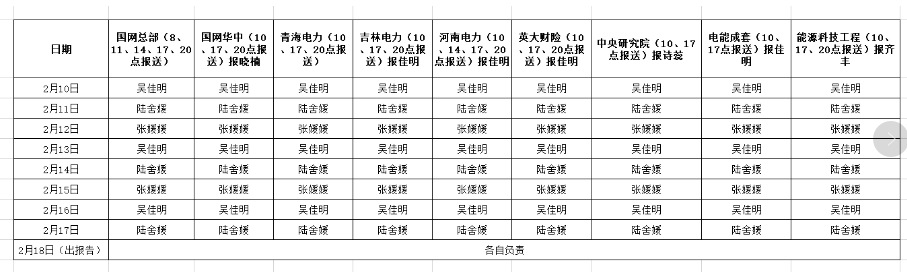 日期 国网总部（8、11、14、17、20点报送） 国网华中（10、17、20点报送）报晓楠 青海电力（10、17、20点报送） 吉林电力（10、17、20点报送）报佳明 河南电力（10、14、17、20点报送）报佳明 英大财险（10、17、20点报送）报佳明 中央研究院（10、17点报送）报诗蕊 电能成套（10、17点报送）报佳明 能源科技工程（10、17、20点报送）报齐丰
2月10日 吴佳明 吴佳明 吴佳明 吴佳明 吴佳明 吴佳明 吴佳明 吴佳明 吴佳明
2月11日 陆舍媛 陆舍媛 陆舍媛 陆舍媛 陆舍媛 陆舍媛 陆舍媛 陆舍媛 陆舍媛
2月12日 张媛媛 张媛媛 张媛媛 张媛媛 张媛媛 张媛媛 张媛媛 张媛媛 张媛媛
2月13日 吴佳明 吴佳明 吴佳明 吴佳明 吴佳明 吴佳明 吴佳明 吴佳明 吴佳明
2月14日 陆舍媛 陆舍媛 陆舍媛 陆舍媛 陆舍媛 陆舍媛 陆舍媛 陆舍媛 陆舍媛
2月15日 张媛媛 张媛媛 张媛媛 张媛媛 张媛媛 张媛媛 张媛媛 张媛媛 张媛媛
2月16日 吴佳明 吴佳明 吴佳明 吴佳明 吴佳明 吴佳明 吴佳明 吴佳明 吴佳明
2月17日 陆舍媛 陆舍媛 陆舍媛 陆舍媛 陆舍媛 陆舍媛 陆舍媛 陆舍媛 陆舍媛
2月18日（出报告） 各自负责